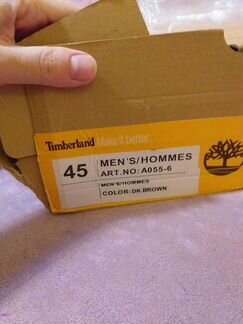 Timberland Make it better.
45
MEN'S/HOMMES
ART.NO:A055-6
MEN'S/HOMMES
COLOR:DK.BROWN